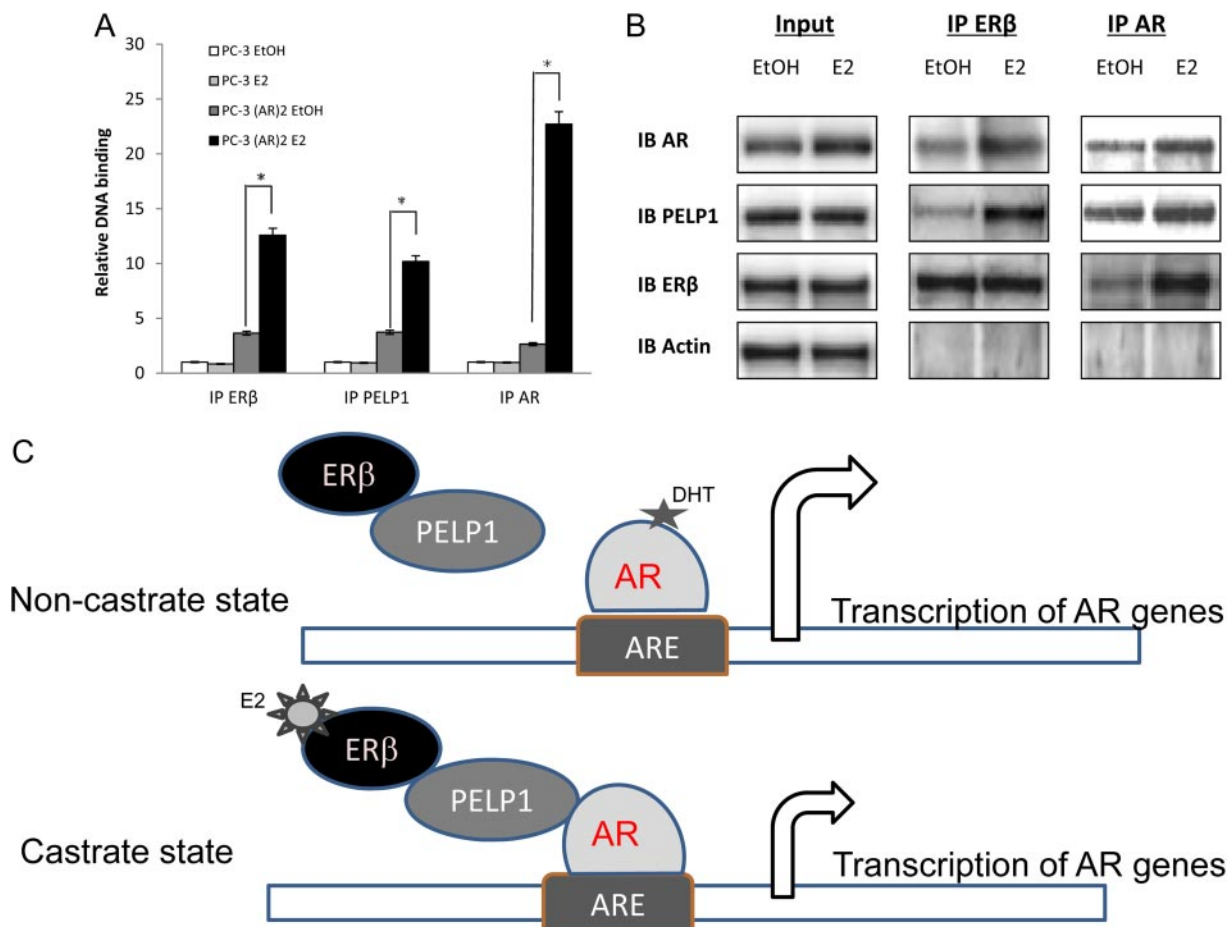 A
30
25
20
15
10
5
0
Relative DNA binding
PC-3 EtOH
PC-3 E2
PC-3 (AR)2 EtOH
PC-3 (AR)2 E2
* * *
IP ERβ IP PELP1 IP AR
B
Input IP ERβ IP AR
EtOH E2 EtOH E2 EtOH E2
IB AR
IB PELP1
IB ERβ
IB Actin
C
ERβ
PELP1
DHT
AR
Non-castrate state
Transcription of AR genes
ARE
E2
ERβ
PELP1
AR
Castrate state
Transcription of AR genes
ARE